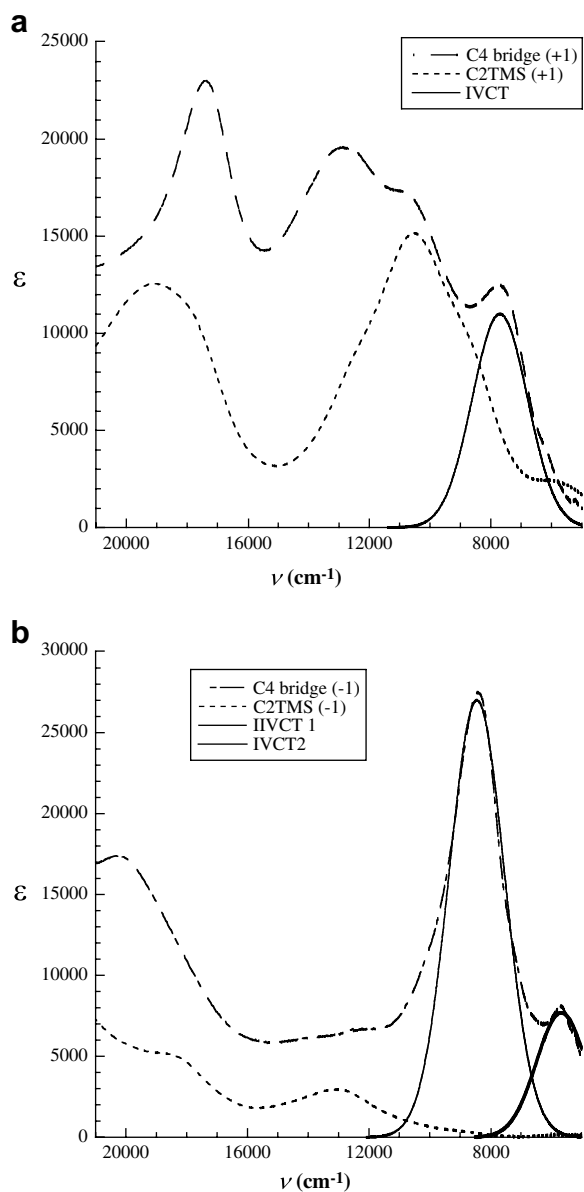 a
25000
20000
15000
10000
5000
0
ε
20000 16000 12000 8000
ν (cm-1)
C4 bridge (+1)
C2TMS (+1)
IVCT
b
30000
25000
20000
15000
10000
5000
0
ε
20000 16000 12000 8000
ν (cm-1)
C4 bridge (-1)
C2TMS (-1)
IIVCT 1
IVCT2